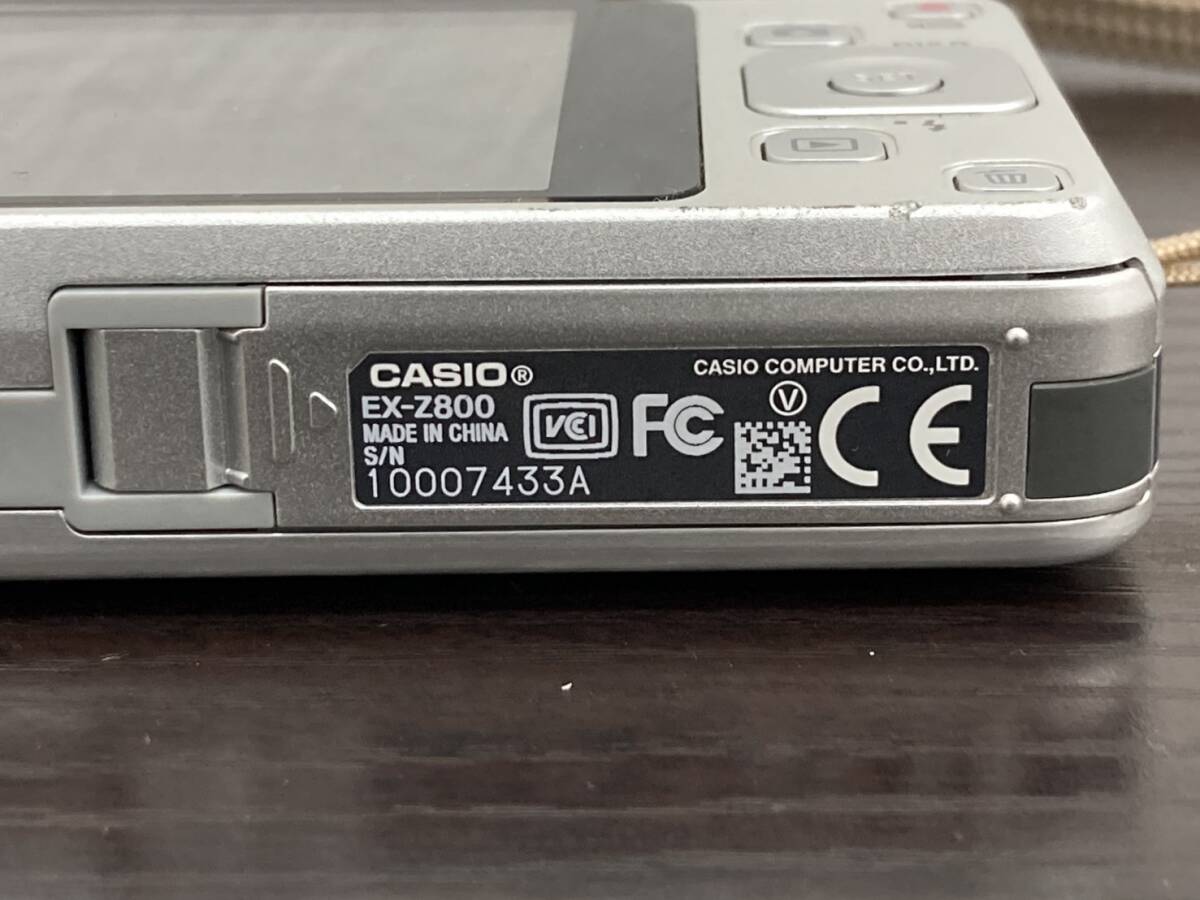 CASIO®
CASIO COMPUTER CO.,LTD.
EX-Z800
MADE IN CHINA
S/N
10007433A
VCI
FC
V
CE